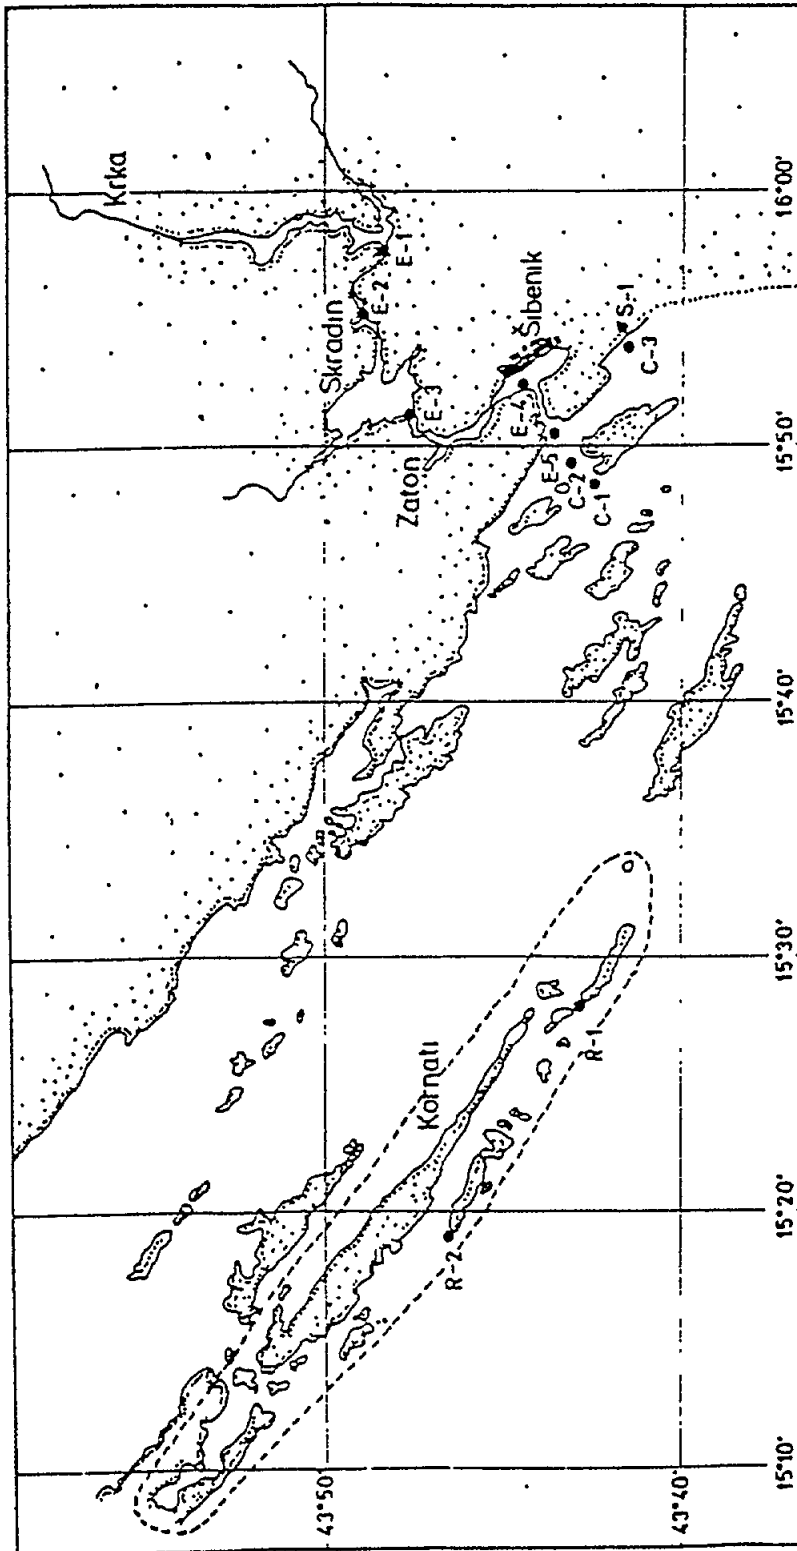 Krka
Skradin
E-1
E-2
E-3
Zaton
Šibenik
E-4
E-5
C-2
C-1
S-1
C-3
Kornati
R-1
R-2
43°50'
43°40'
15°10'
15°20'
15°30'
15°40'
15°50'
16°00'